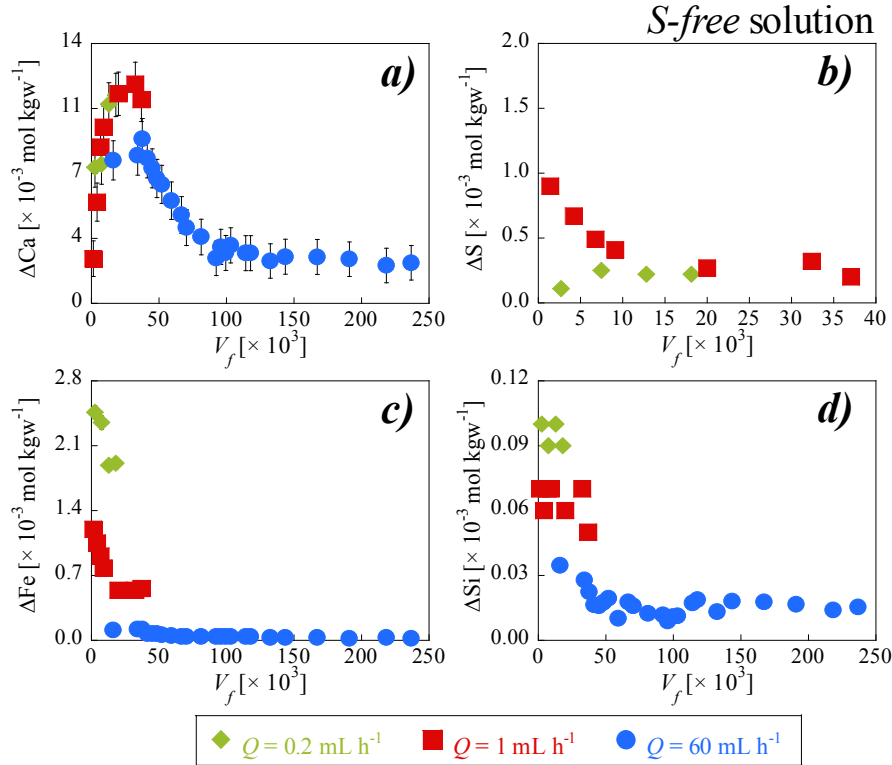 S-free solution
a)
14
11
7
4
0
ΔCa [× 10⁻³ mol kgw⁻¹]
0 50 100 150 200 250
V_f [× 10³]
b)
2.0
1.5
1.0
0.5
0.0
ΔS [× 10⁻³ mol kgw⁻¹]
0 5 10 15 20 25 30 35 40
V_f [× 10³]
c)
2.8
2.1
1.4
0.7
0.0
ΔFe [× 10⁻³ mol kgw⁻¹]
0 50 100 150 200 250
V_f [× 10³]
d)
0.12
0.09
0.06
0.03
0.00
ΔSi [× 10⁻³ mol kgw⁻¹]
0 50 100 150 200 250
V_f [× 10³]
Q = 0.2 mL h⁻¹ Q = 1 mL h⁻¹ Q = 60 mL h⁻¹